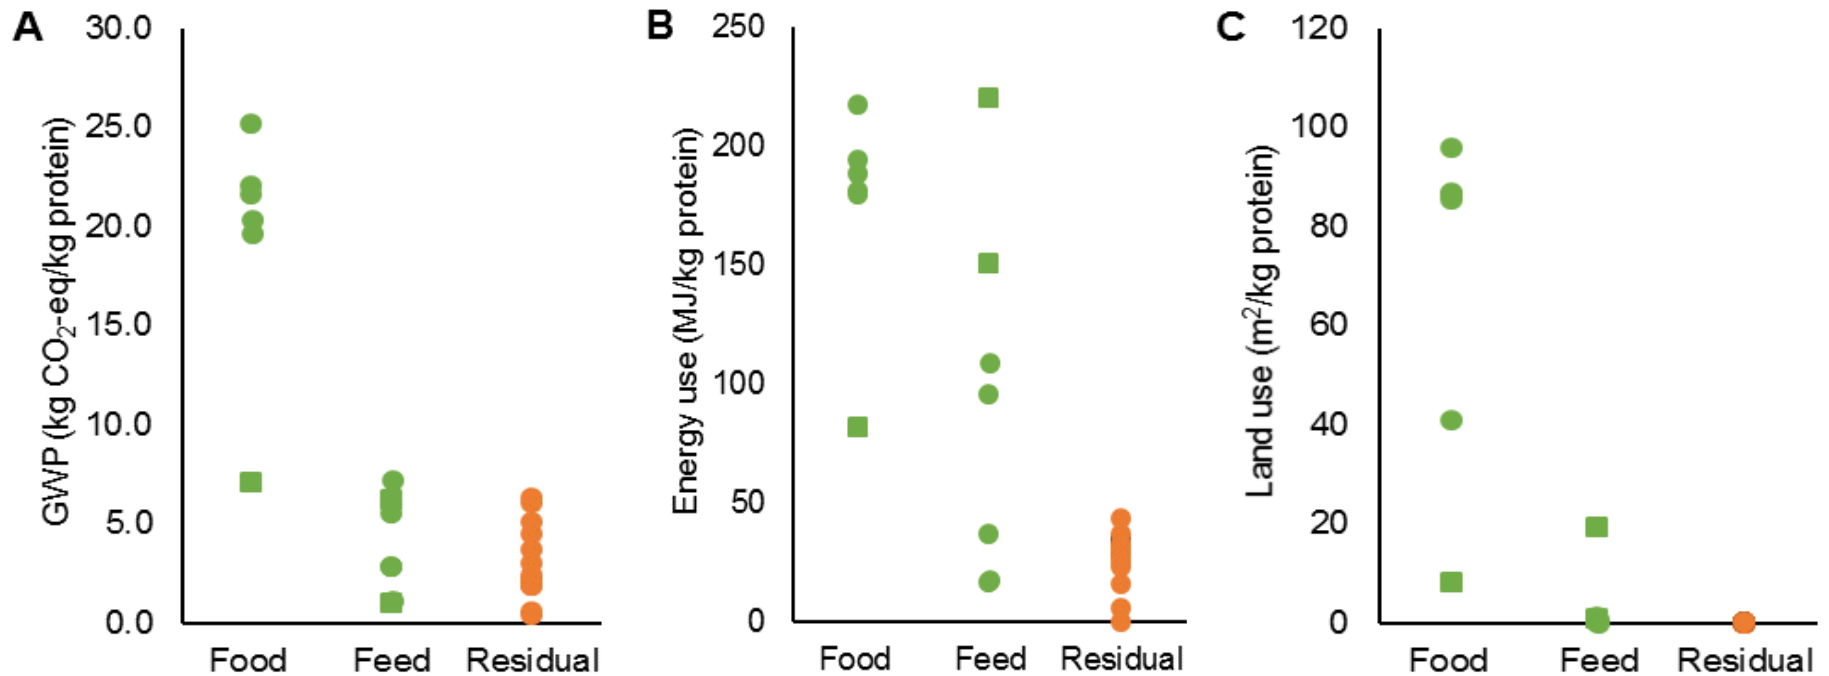 A
GWP (kg CO2-eq/kg protein)
30.0
25.0
20.0
15.0
10.0
5.0
0.0
Food Feed Residual
B
Energy use (MJ/kg protein)
250
200
150
100
50
0
Food Feed Residual
C
Land use (m²/kg protein)
120
100
80
60
40
20
0
Food Feed Residual